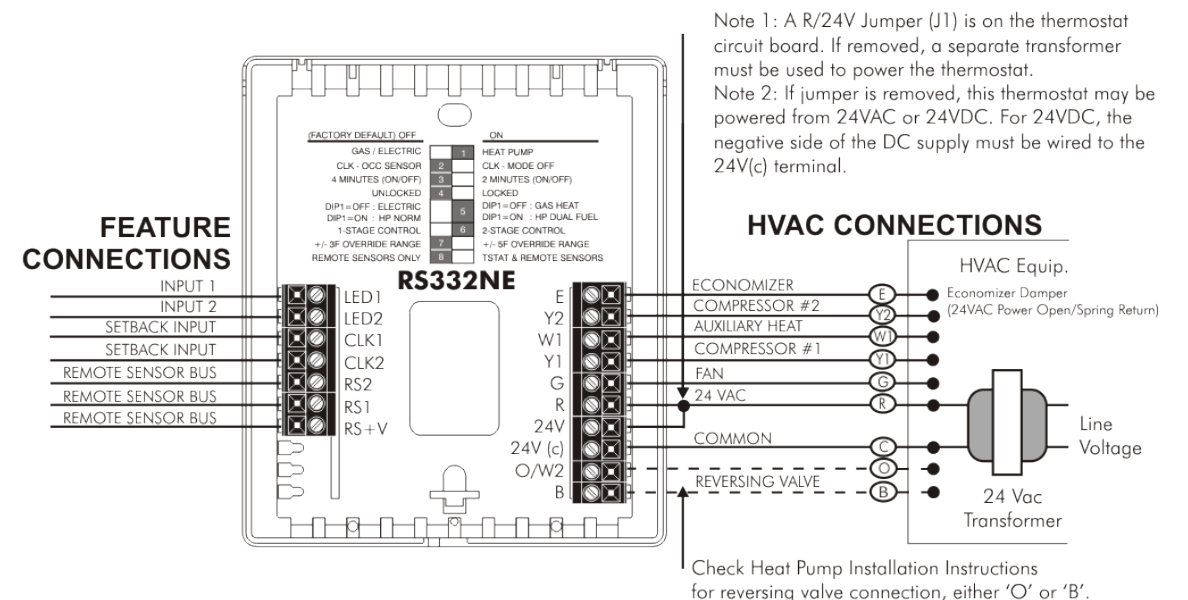 Note 1: A R/24V Jumper (J1) is on the thermostat
circuit board. If removed, a separate transformer
must be used to power the thermostat.
Note 2: If jumper is removed, this thermostat may be
powered from 24VAC or 24VDC. For 24VDC, the
negative side of the DC supply must be wired to the
24V(c) terminal.
(FACTORY DEFAULT) OFF ON
GAS / ELECTRIC 1 HEAT PUMP
CLK - OCC SENSOR 2 CLK - MODE OFF
4 MINUTES (ON/OFF) 3 2 MINUTES (ON/OFF)
UNLOCKED 4 LOCKED
DIP1=OFF : ELECTRIC DIP1=OFF : GAS HEAT
5
DIP1=ON : HP NORM DIP1=ON : HP DUAL FUEL
1-STAGE CONTROL 6 2-STAGE CONTROL
+/- 3F OVERRIDE RANGE 7 +/- 5F OVERRIDE RANGE
REMOTE SENSORS ONLY 8 TSTAT & REMOTE SENSORS
RS332NE
FEATURE
CONNECTIONS
INPUT 1 LED1
INPUT 2 LED2
SETBACK INPUT CLK1
SETBACK INPUT CLK2
REMOTE SENSOR BUS RS2
REMOTE SENSOR BUS RS1
REMOTE SENSOR BUS RS+V
HVAC CONNECTIONS
HVAC Equip.
E ECONOMIZER E Economizer Damper
(24VAC Power Open/Spring Return)
Y2 COMPRESSOR #2 Y2
W1 AUXILIARY HEAT W1
Y1 COMPRESSOR #1 Y1
G FAN G
R 24 VAC R
24V
24V (c) COMMON C
O/W2 O
B REVERSING VALVE B
Line
Voltage
24 Vac
Transformer
Check Heat Pump Installation Instructions
for reversing valve connection, either 'O' or 'B'.